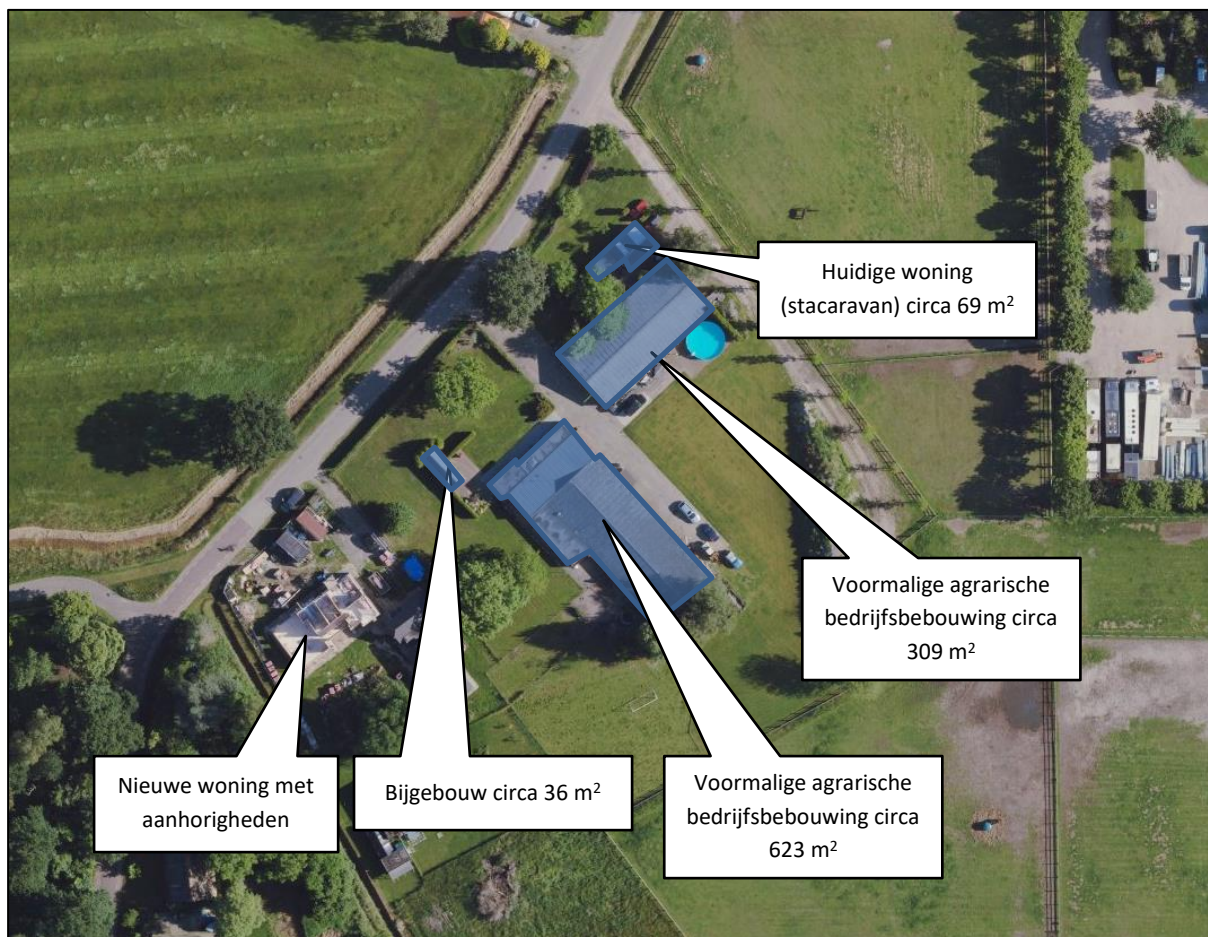 Huidige woning
(stacaravan) circa 69 m²
Voormalige agrarische
bedrijfsbebouwing circa
309 m²
Nieuwe woning met
aanhorigheden
Bijgebouw circa 36 m²
Voormalige agrarische
bedrijfsbebouwing circa
623 m²